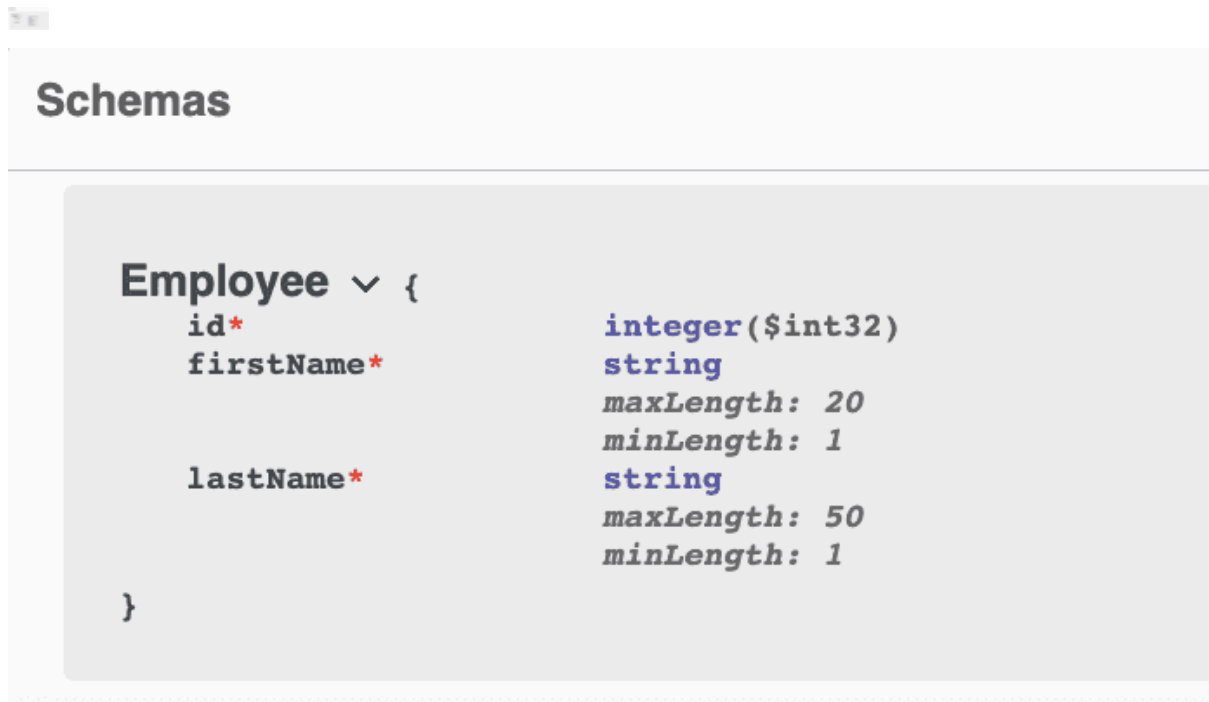 Schemas
Employee {
id* integer($int32)
firstName* string
maxLength: 20
minLength: 1
lastName* string
maxLength: 50
minLength: 1
}